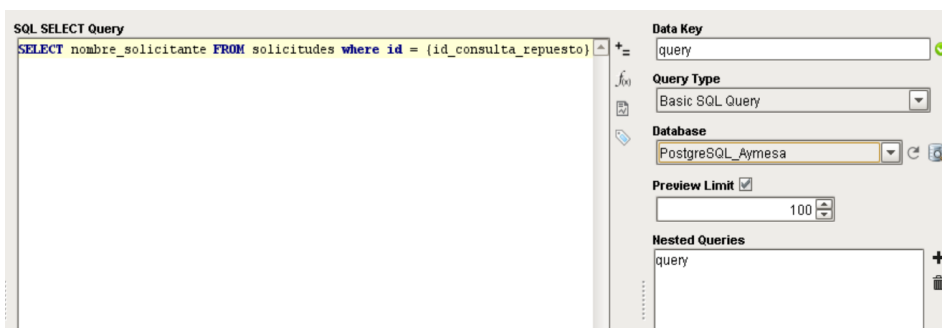 SQL SELECT Query
SELECT nombre_solicitante FROM solicitudes where id = {id_consulta_repuesto}
Data Key
query
Query Type
Basic SQL Query
Database
PostgreSQL_Aymesa
Preview Limit
100
Nested Queries
query